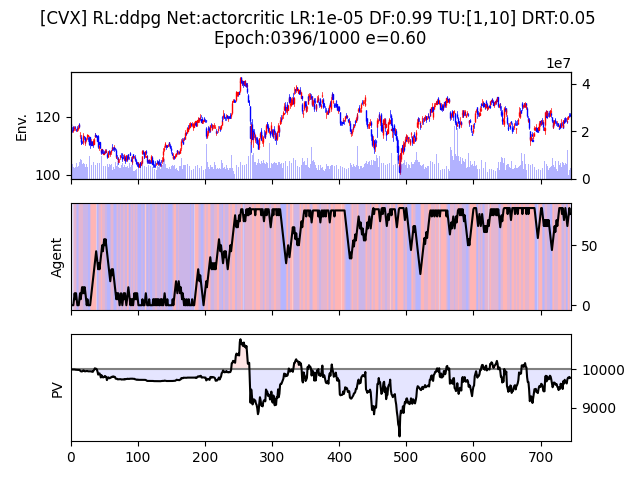 [CVX] RL:ddpg Net:actorcritic LR:1e-05 DF:0.99 TU:[1,10] DRT:0.05
Epoch:0396/1000 e=0.60
1e7
Env.
120
100
4
2
0
Agent
50
0
PV
10000
9000
0 100 200 300 400 500 600 700